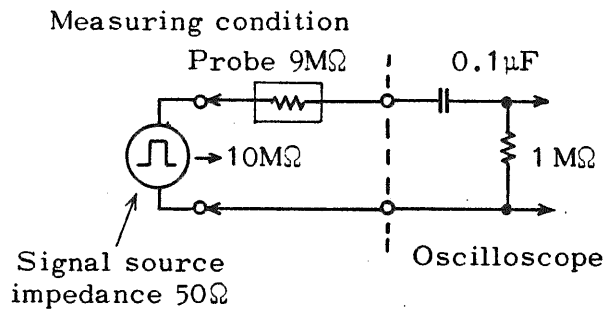 Measuring condition
Probe 9MΩ
0.1μF
10MΩ
1 MΩ
Signal source
impedance 50Ω
Oscilloscope